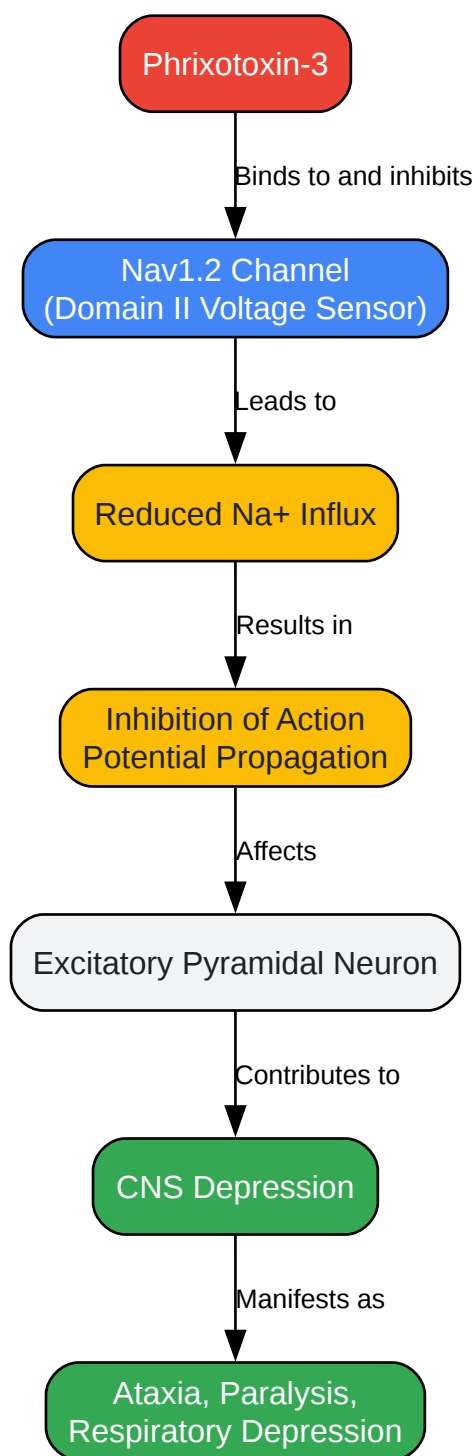 Phrixotoxin-3
Binds to and inhibits
Nav1.2 Channel
(Domain II Voltage Sensor)
Leads to
Reduced Na+ Influx
Results in
Inhibition of Action
Potential Propagation
Affects
Excitatory Pyramidal Neuron
Contributes to
CNS Depression
Manifests as
Ataxia, Paralysis,
Respiratory Depression